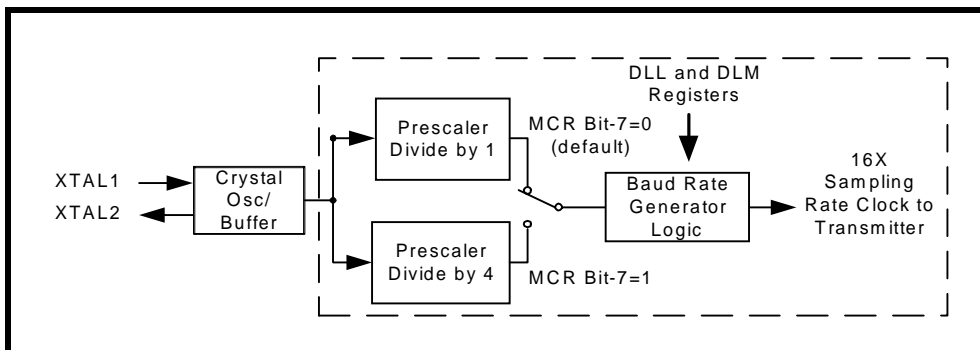 DLL and DLM
Registers
Prescaler
Divide by 1
MCR Bit-7=0
(default)
XTAL1
XTAL2
Crystal
Osc/
Buffer
Baud Rate
Generator
Logic
16X
Sampling
Rate Clock to
Transmitter
Prescaler
Divide by 4
MCR Bit-7=1